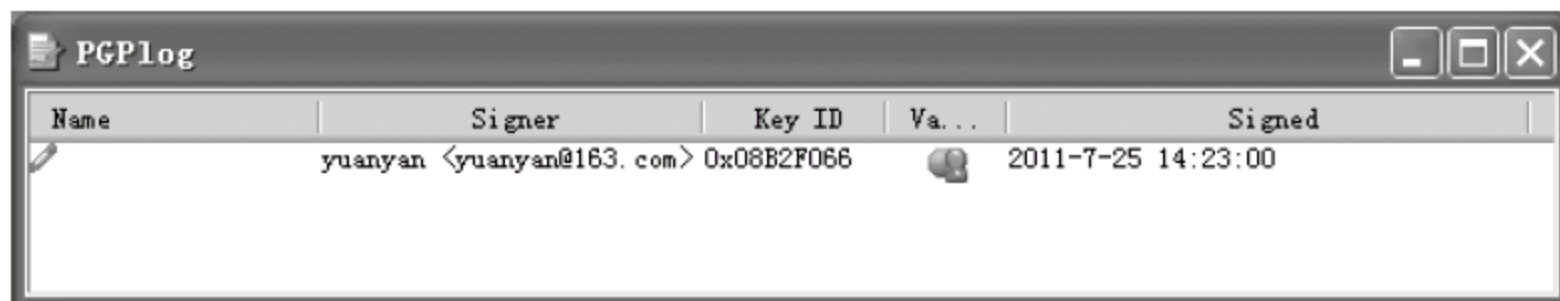 PGPlog
Name Signer Key ID Va... Signed
yuanyan <yuanyan@163.com> 0x08B2F066 2011-7-25 14:23:00